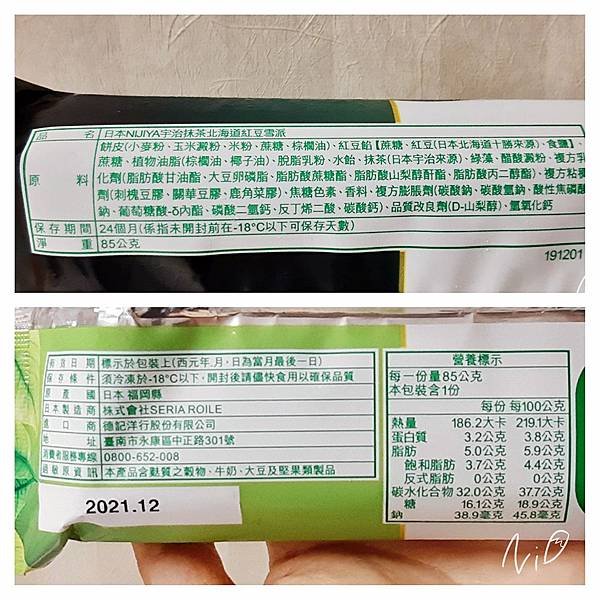 品名 日本NIJIYA宇治抹茶北海道紅豆雪派
餅皮(小麥粉、玉米澱粉、米粉、蔗糖、棕櫚油)、紅豆餡【蔗糖、紅豆(日本北海道十勝來源)、食鹽】、
蔗糖、植物油脂(棕櫚油、椰子油)、脫脂乳粉、水飴、抹茶(日本宇治來源)、綠藻、醋酸澱粉、複方乳
原料 化劑(脂肪酸甘油酯、大豆卵磷脂、脂肪酸蔗糖酯、脂肪酸山梨醇酐酯、脂肪酸丙二醇酯)、複方粘稠
劑(刺槐豆膠、關華豆膠、鹿角菜膠)、焦糖色素、香料、複方膨脹劑(碳酸鈉、碳酸氫鈉、酸性焦磷酸
鈉、葡萄糖酸-δ內酯、磷酸二氫鈣、反丁烯二酸、碳酸鈣)、品質改良劑(D-山梨醇)、氫氧化鈣
保存期間 24個月(係指未開封前在-18°C以下可保存天數)
淨重 85公克
191201
有效日期 標示於包裝上(西元年.月，日為當月最後一日)
保存條件 須冷凍於-18°C以下，開封後請儘快食用以確保品質
原產國 日本 福岡縣
日本製造商 株式會社SERIA ROILE
進口商 德記洋行股份有限公司
地址 臺南市永康區中正路301號
消費者服務專線 0800-652-008
過敏原資訊 本產品含麩質之穀物、牛奶、大豆及堅果類製品
2021.12
營養標示
每一份量85公克
本包裝含1份
每份 每100公克
熱量 186.2大卡 219.1大卡
蛋白質 3.2公克 3.8公克
脂肪 5.0公克 5.9公克
飽和脂肪 3.7公克 4.4公克
反式脂肪 0公克 0公克
碳水化合物 32.0公克 37.7公克
糖 16.1公克 18.9公克
鈉 38.9毫克 45.8毫克